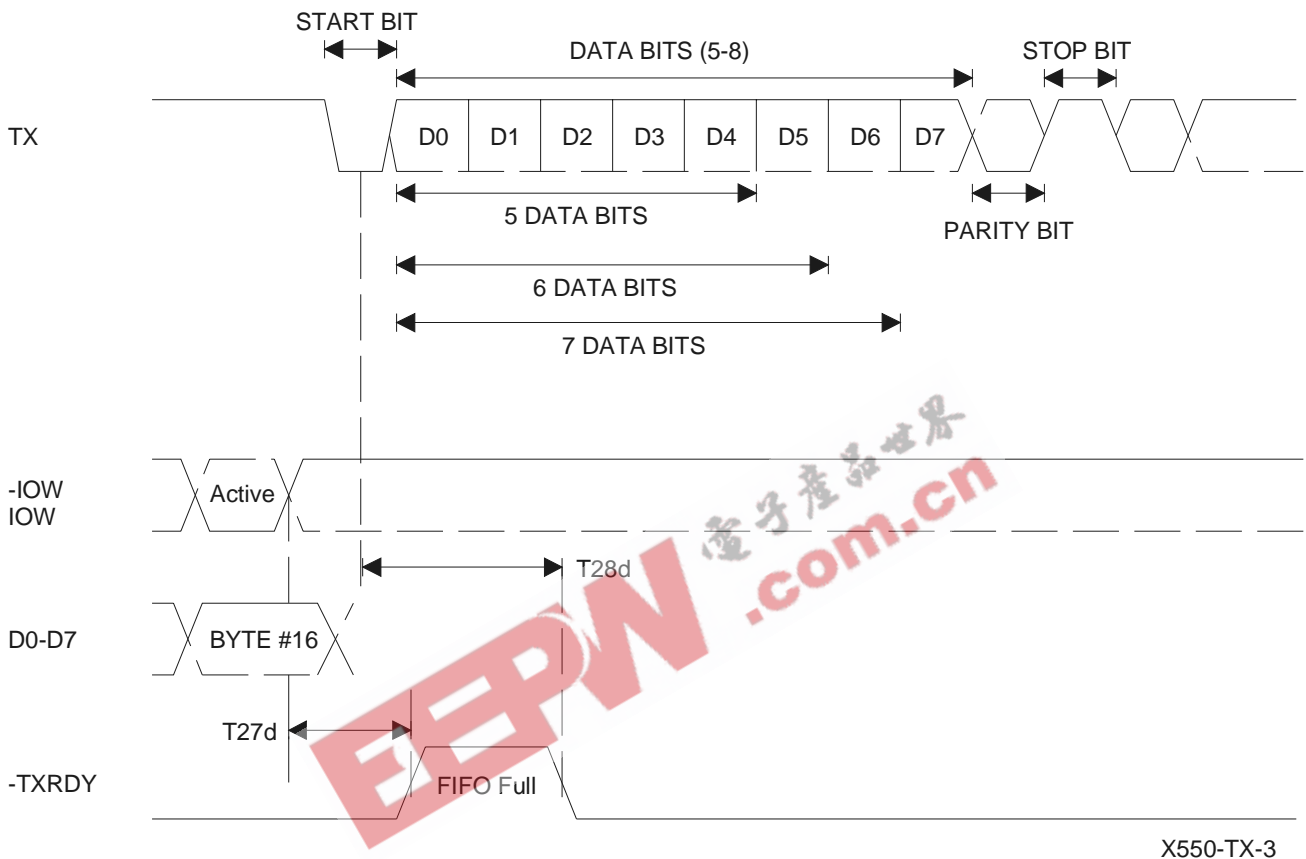 START BIT
DATA BITS (5-8)
STOP BIT
TX
D0 D1 D2 D3 D4 D5 D6 D7
5 DATA BITS
PARITY BIT
6 DATA BITS
7 DATA BITS
-IOW
IOW
Active
T28d
D0-D7
BYTE #16
T27d
-TXRDY
FIFO Full
X550-TX-3
EEPW
電子產品世界
.com.cn